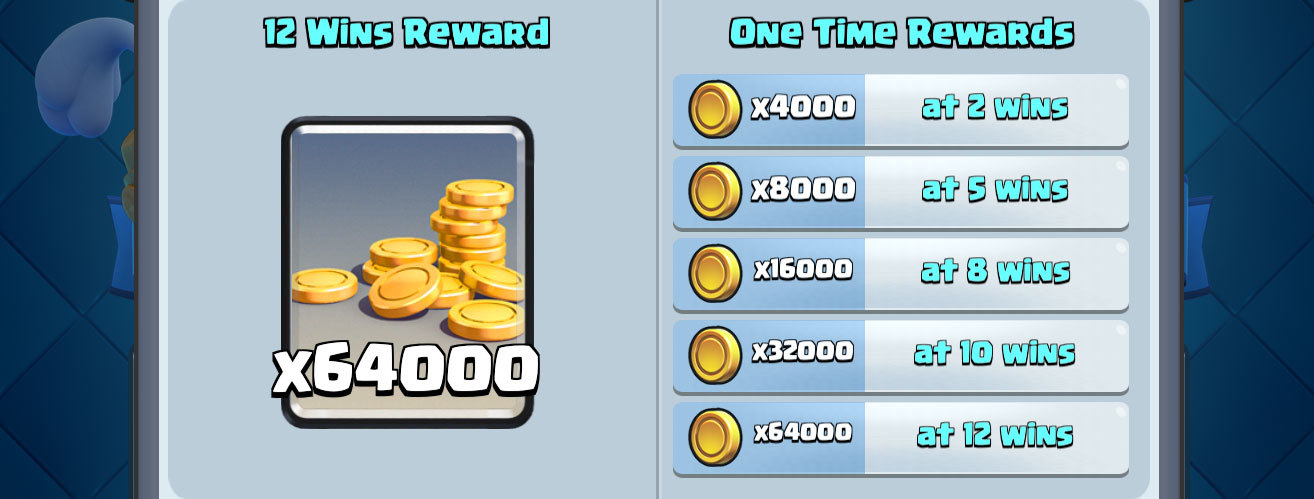 12 Wins Reward
x64000
One Time Rewards
x4000 at 2 wins
x8000 at 5 wins
x16000 at 8 wins
x32000 at 10 wins
x64000 at 12 wins